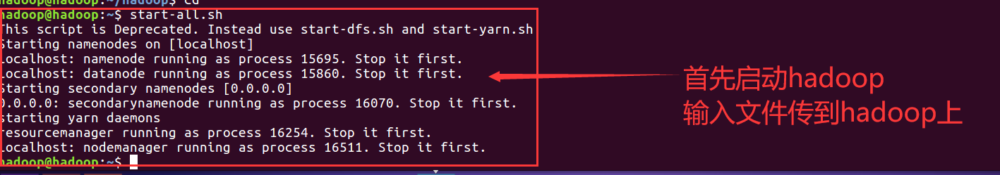 hadoop@hadoop:~/hadoop$ cd
hadoop@hadoop:~$ start-all.sh
This script is Deprecated. Instead use start-dfs.sh and start-yarn.sh
Starting namenodes on [localhost]
localhost: namenode running as process 15695. Stop it first.
localhost: datanode running as process 15860. Stop it first.
Starting secondary namenodes [0.0.0.0]
0.0.0.0: secondarynamenode running as process 16070. Stop it first.
starting yarn daemons
resourcemanager running as process 16254. Stop it first.
localhost: nodemanager running as process 16511. Stop it first.
hadoop@hadoop:~$
首先启动hadoop
输入文件传到hadoop上